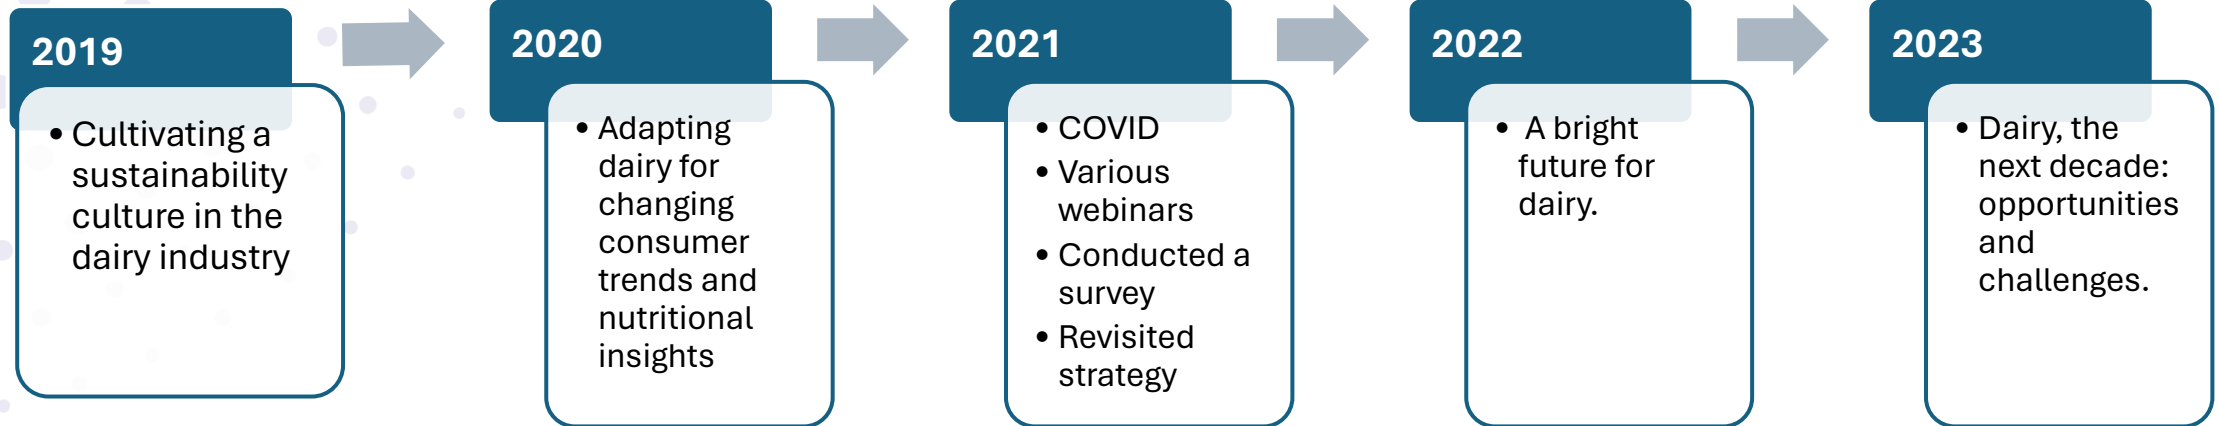 2019
• Cultivating a
sustainability
culture in the
dairy industry
2020
• Adapting
dairy for
changing
consumer
trends and
nutritional
insights
2021
• COVID
• Various
webinars
• Conducted a
survey
• Revisited
strategy
2022
• A bright
future for
dairy.
2023
• Dairy, the
next decade:
opportunities
and
challenges.